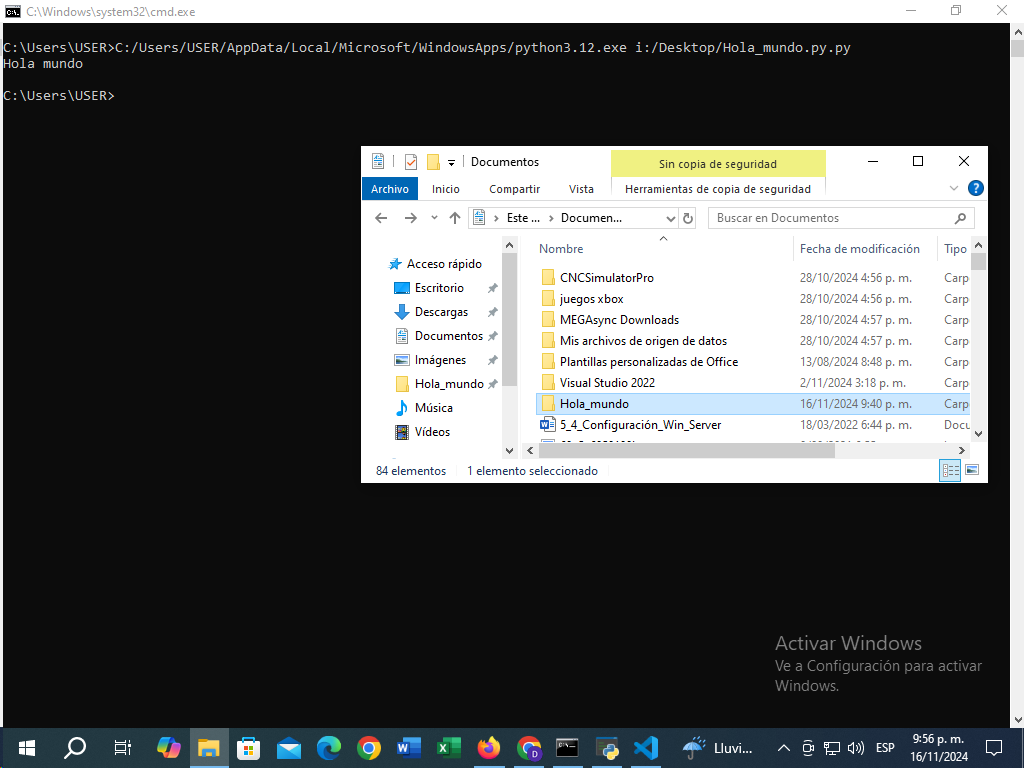 C:\Windows\system32\cmd.exe
C:\Users\USER>C:/Users/USER/AppData/Local/Microsoft/WindowsApps/python3.12.exe i:/Desktop/Hola_mundo.py.py
Hola mundo
C:\Users\USER>
Documentos
Sin copia de seguridad
Archivo Inicio Compartir Vista Herramientas de copia de seguridad
Este ... Documen... Buscar en Documentos
Nombre Fecha de modificación Tipo
Acceso rápido
Escritorio
Descargas
Documentos
Imágenes
Hola_mundo
Música
Vídeos
CNCSimulatorPro 28/10/2024 4:56 p. m. Carp
juegos xbox 28/10/2024 4:56 p. m. Carp
MEGAsync Downloads 28/10/2024 4:57 p. m. Carp
Mis archivos de origen de datos 28/10/2024 4:57 p. m. Carp
Plantillas personalizadas de Office 13/08/2024 8:48 p. m. Carp
Visual Studio 2022 2/11/2024 3:18 p. m. Carp
Hola_mundo 16/11/2024 9:40 p. m. Carp
5_4_Configuración_Win_Server 18/03/2022 6:44 p. m. Docu
84 elementos 1 elemento seleccionado
Activar Windows
Ve a Configuración para activar
Windows.
Lluvi... ESP 9:56 p. m.
16/11/2024